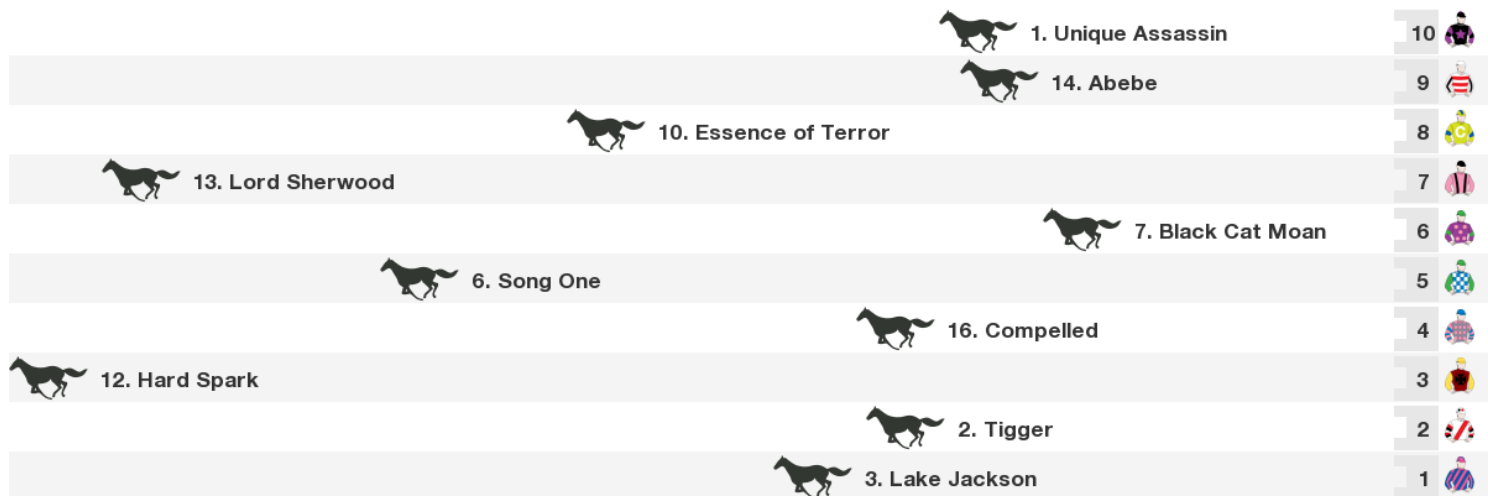 1. Unique Assassin 10
14. Abebe 9
10. Essence of Terror 8 C
13. Lord Sherwood 7
7. Black Cat Moan 6
6. Song One 5
16. Compelled 4
12. Hard Spark 3
2. Tigger 2
3. Lake Jackson 1